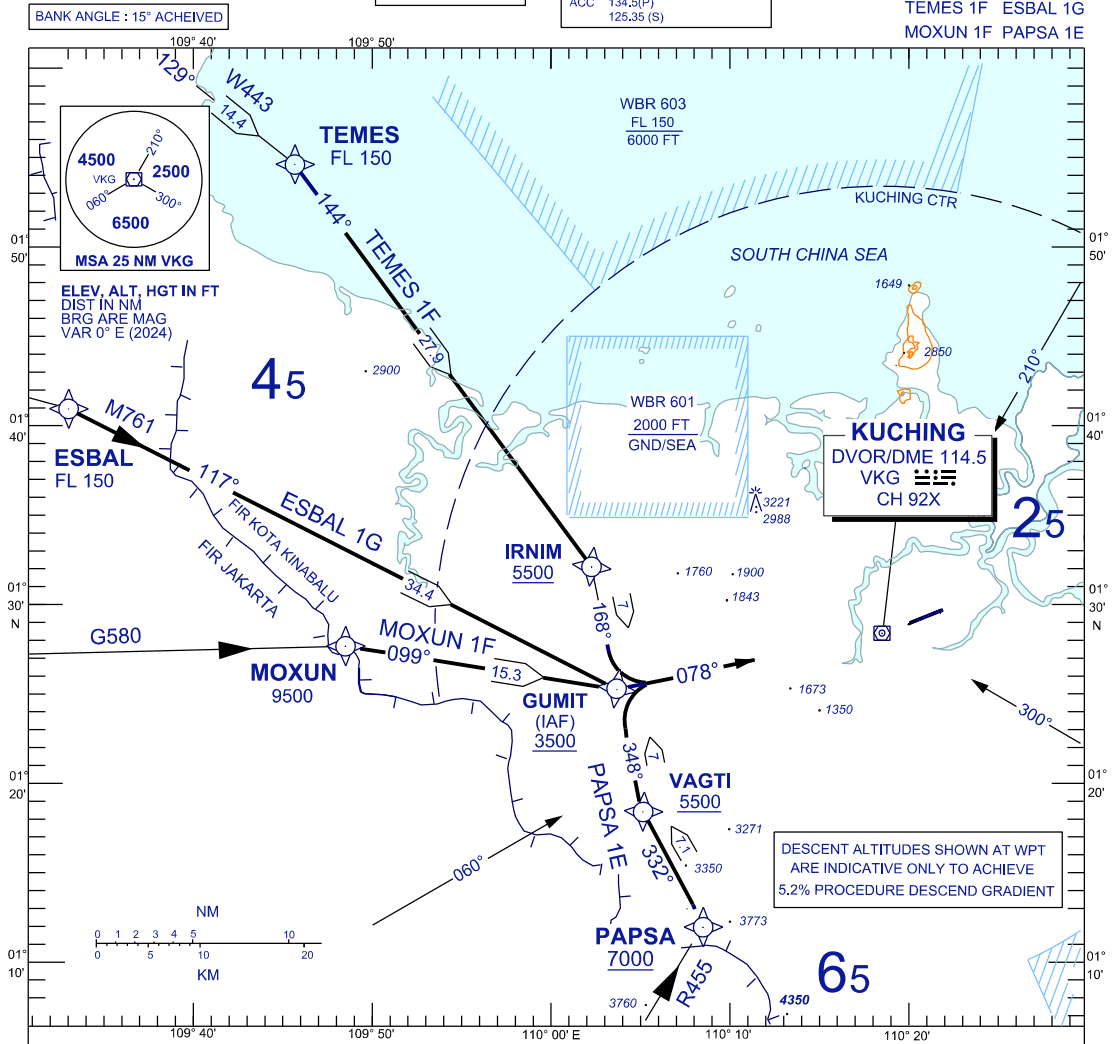 BANK ANGLE : 15° ACHEIVED
ACC 134.5(P)
125.35 (S)
TEMES 1F ESBAL 1G
MOXUN 1F PAPSA 1E
109° 40'
109° 50'
129°
W443
14.4
TEMES
FL 150
WBR 603
FL 150
6000 FT
4500
VKG
2500
6500
210°
060°
300°
MSA 25 NM VKG
144°
TEMES 1F
27.9
KUCHING CTR
SOUTH CHINA SEA
01°
50'
01°
50'
ELEV, ALT, HGT IN FT
DIST IN NM
BRG ARE MAG
VAR 0° E (2024)
1649
2850
210°
45
2900
M761
ESBAL
FL 150
01°
40'
01°
40'
WBR 601
2000 FT
GND/SEA
KUCHING
DVOR/DME 114.5
VKG
CH 92X
25
117°
ESBAL 1G
34.4
FIR KOTA KINABALU
FIR JAKARTA
3221
2988
IRNIM
5500
1760
1900
1843
01°
30'
N
01°
30'
N
168°
7
G580
MOXUN 1F
099°
15.3
MOXUN
9500
GUMIT
(IAF)
3500
078°
1673
1350
300°
348°
7
VAGTI
5500
01°
20'
01°
20'
PAPSA 1E
332°
7.1
3271
3350
060°
DESCENT ALTITUDES SHOWN AT WPT
ARE INDICATIVE ONLY TO ACHIEVE
5.2% PROCEDURE DESCEND GRADIENT
NM
0 1 2 3 4 5 10
0 5 10 20
KM
PAPSA
7000
3773
R455
3760
65
4350
01°
10'
01°
10'
109° 40'
109° 50'
110° 00' E
110° 10'
110° 20'